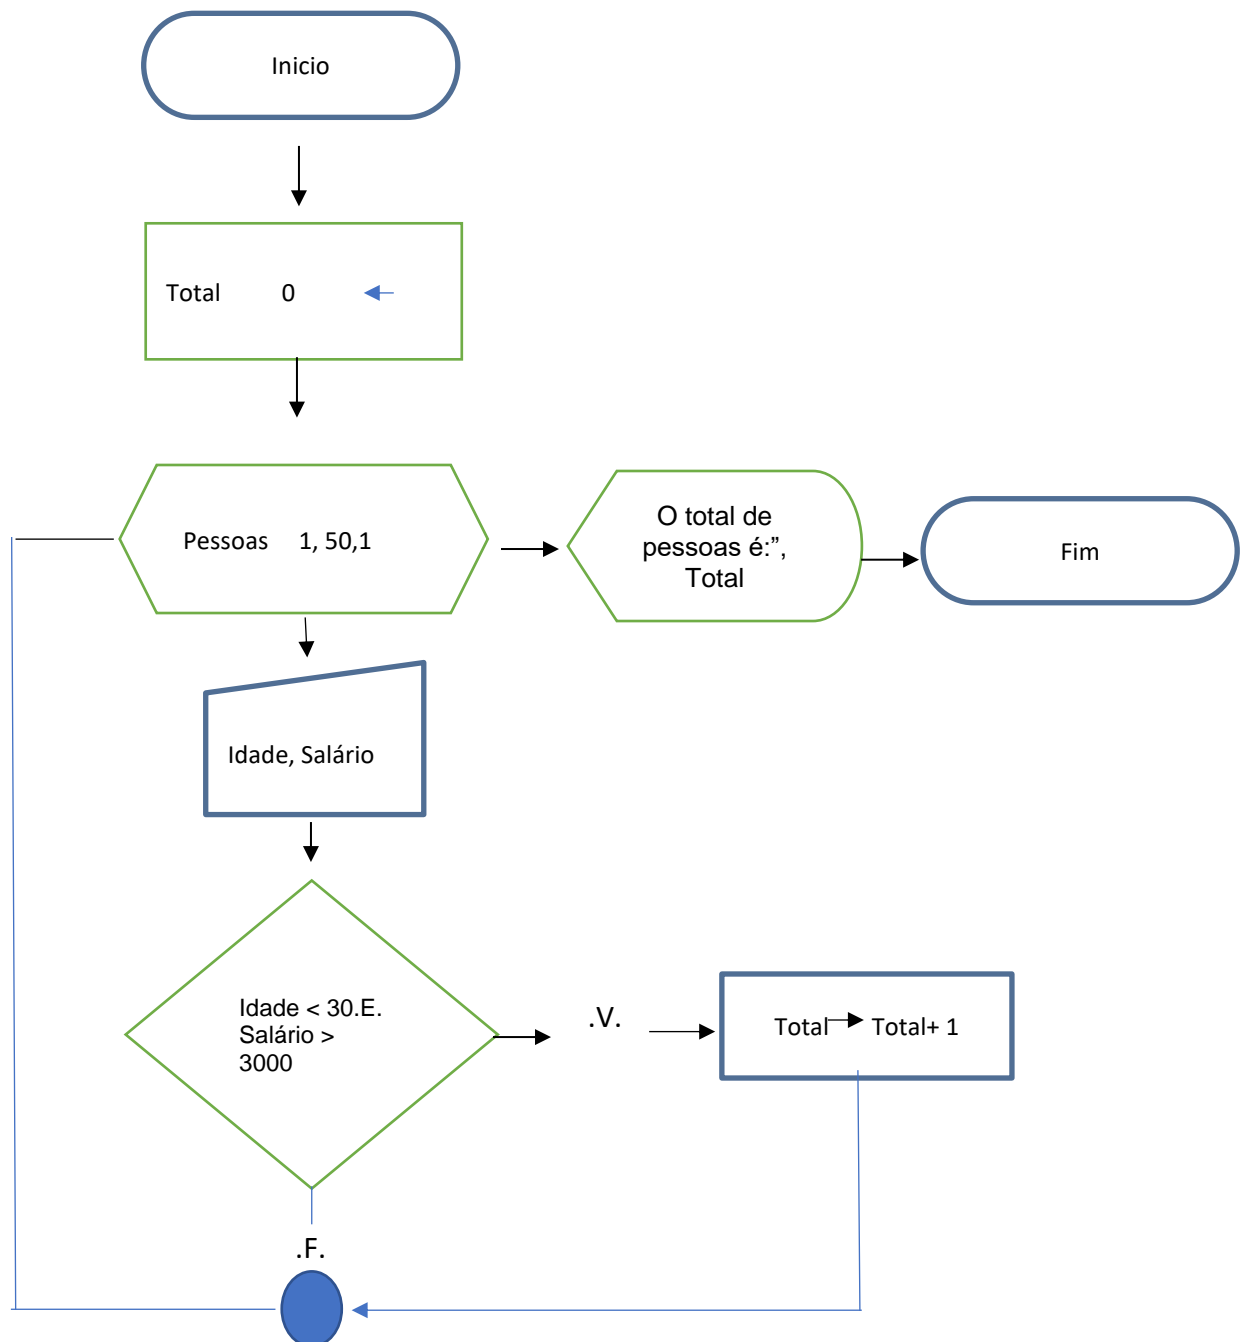 Inicio
Total 0
Pessoas 1, 50,1
O total de
pessoas é:”,
Total
Fim
Idade, Salário
Idade < 30.E.
Salário >
3000
.V.
Total Total+ 1
.F.